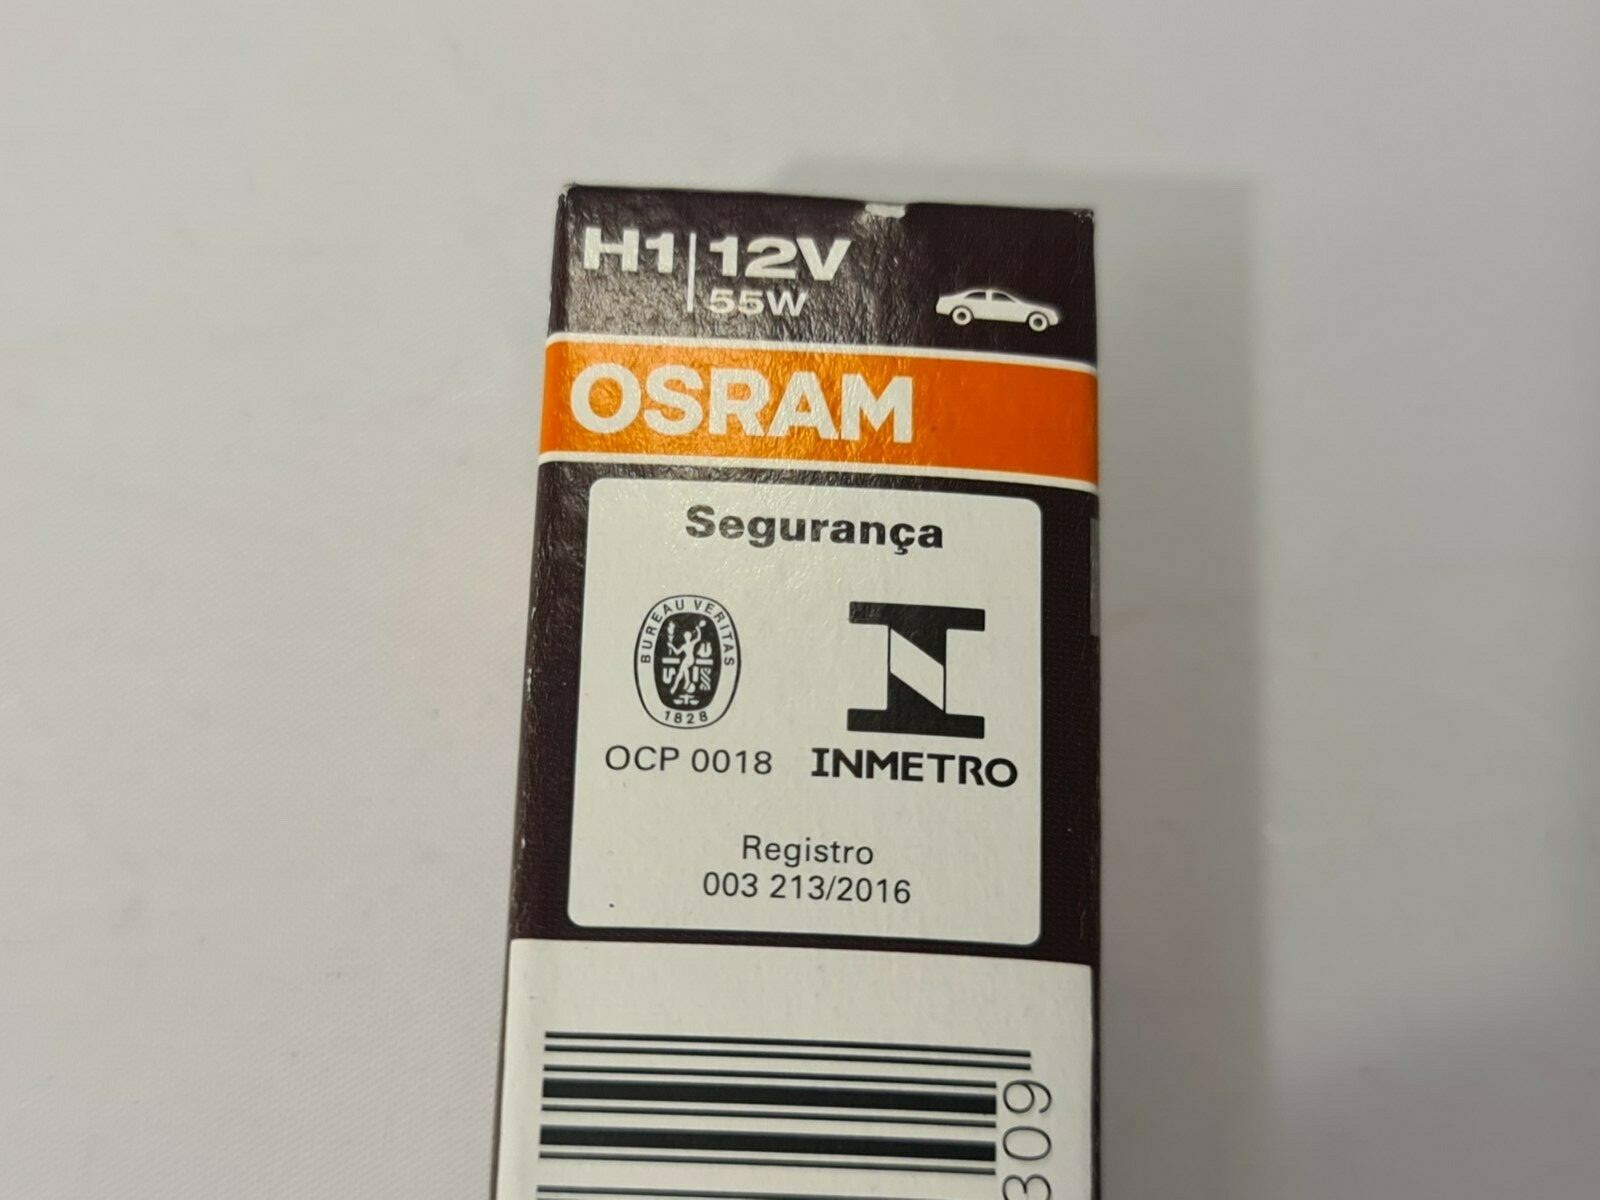 H1 12V
55W
OSRAM
Segurança
BUREAU VERITAS
1828
OCP 0018 INMETRO
Registro
003 213/2016
309